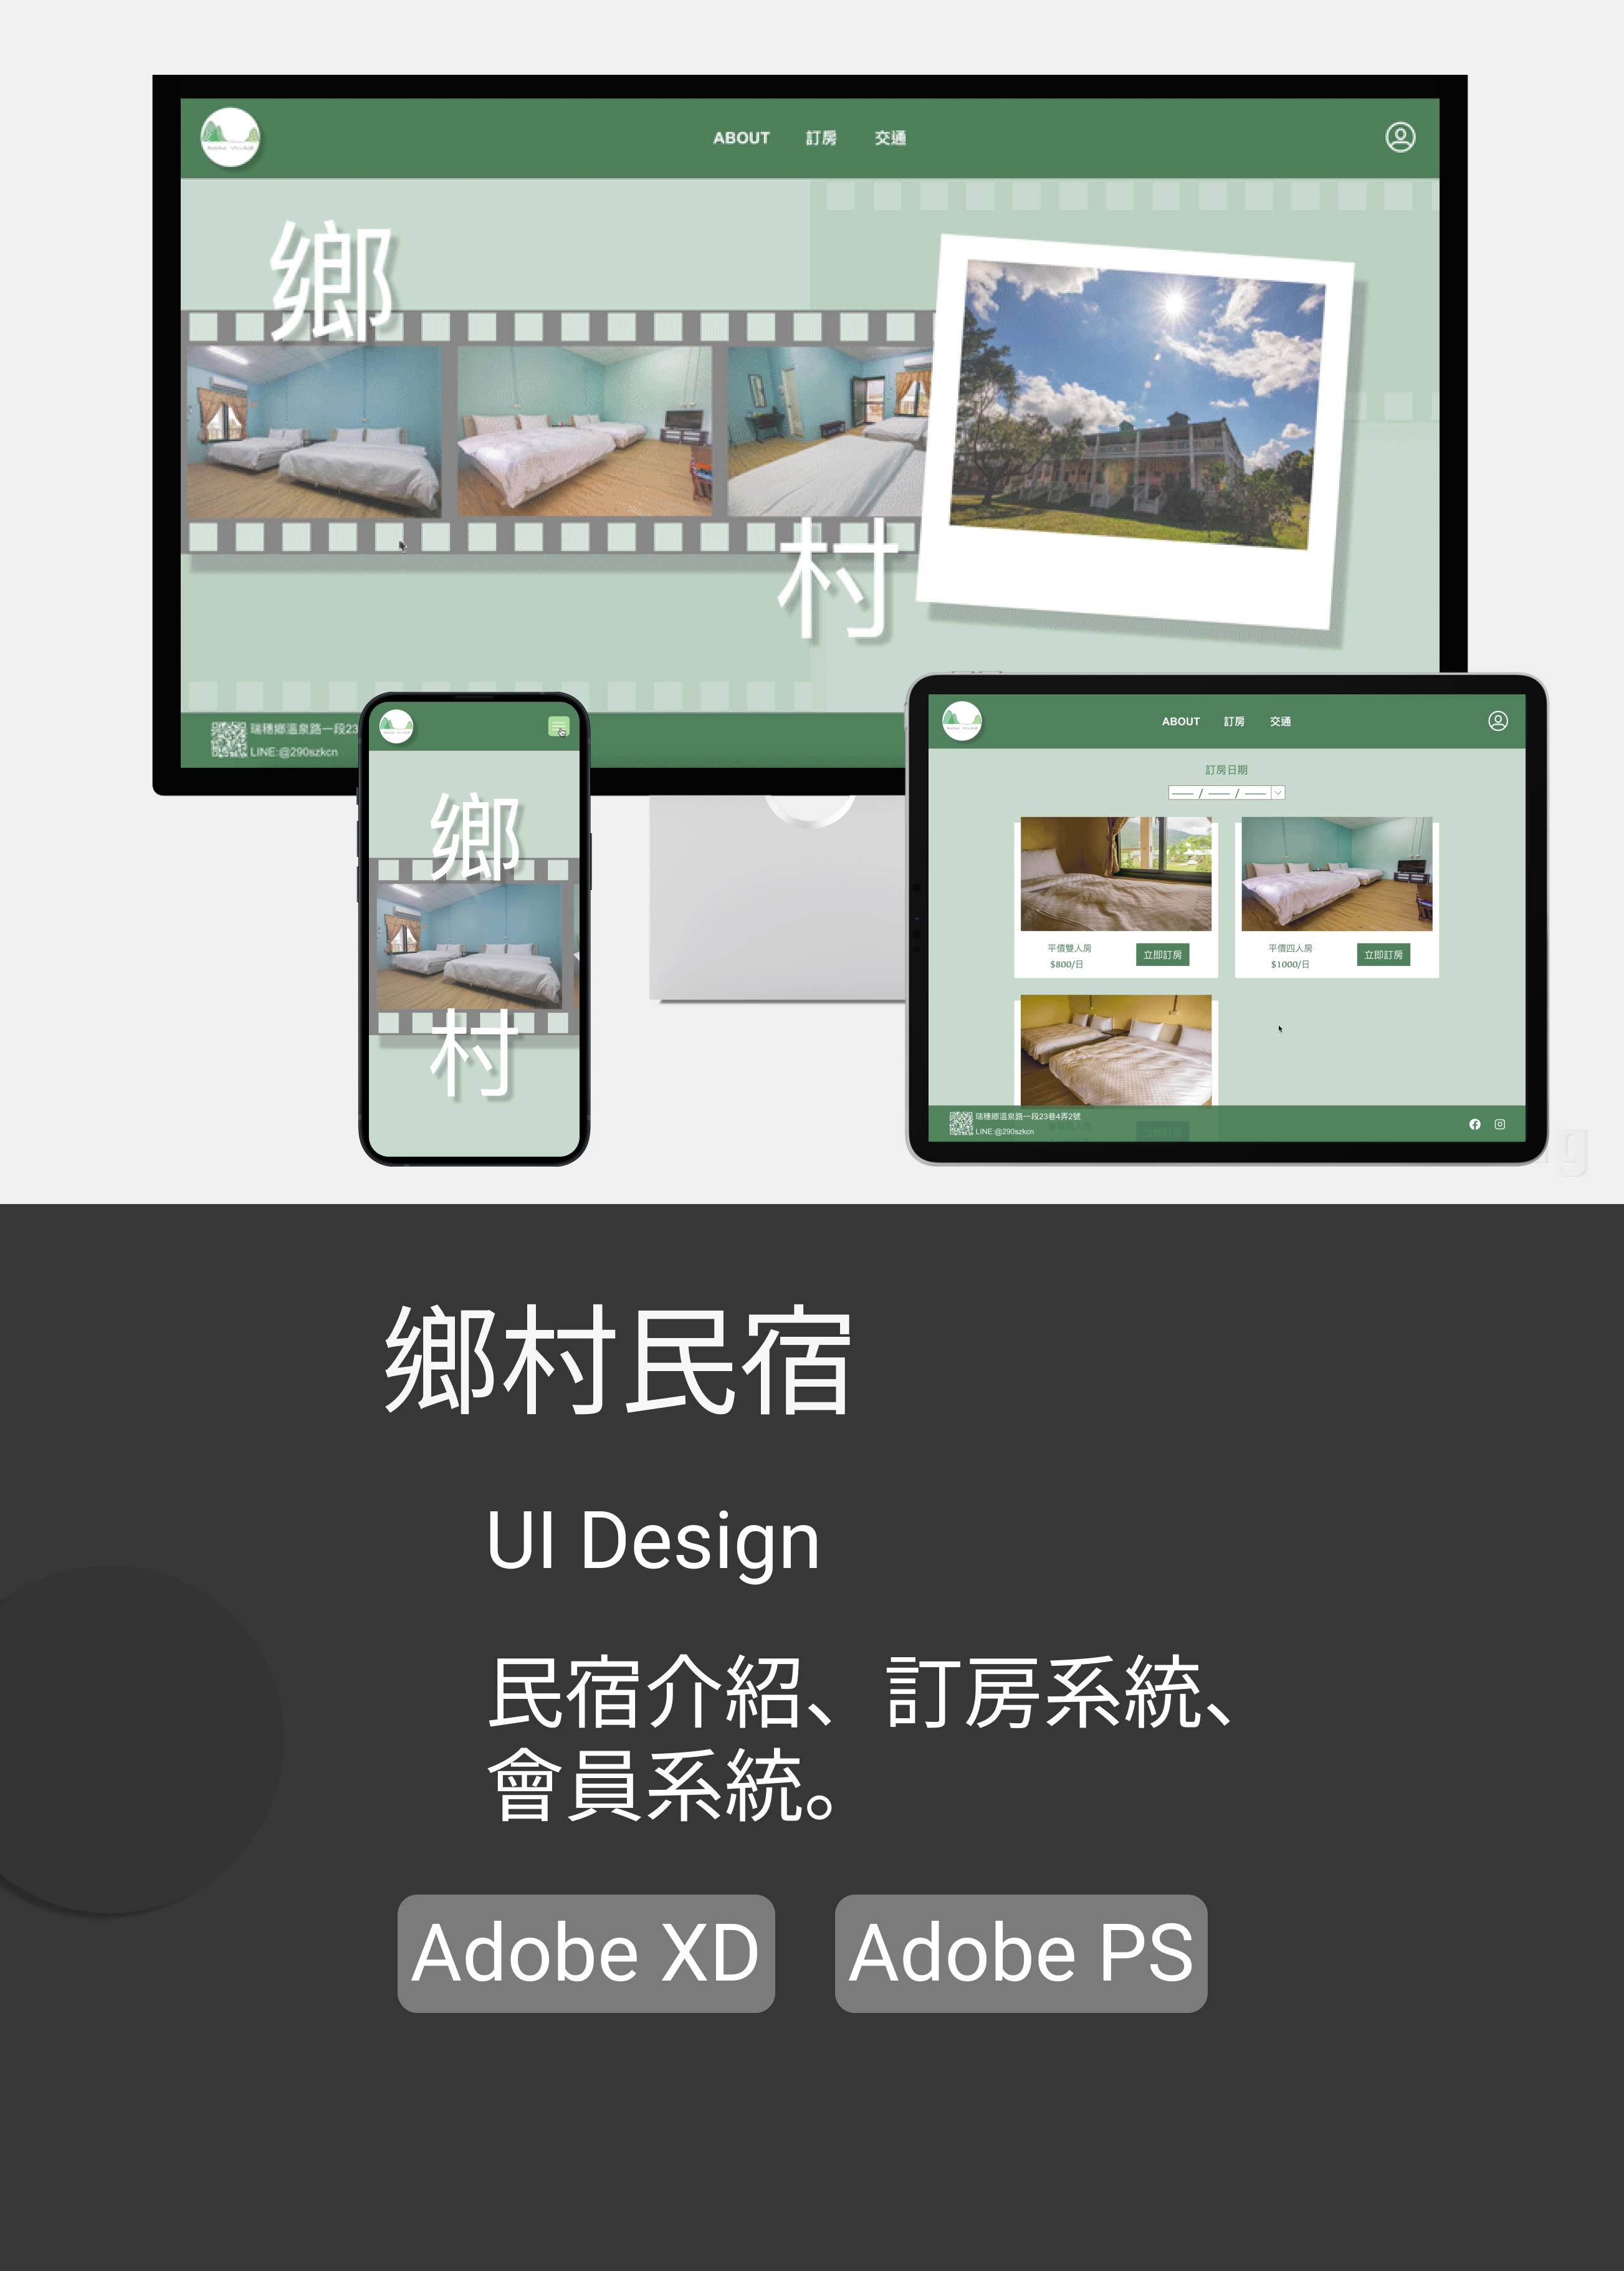 ABOUT 訂房 交通
鄉
村
瑞穗鄉溫泉路一段23
LINE:@290szkcn
鄉
村
ABOUT 訂房 交通
訂房日期
平價雙人房
$800/日
立即訂房
平價四人房
$1000/日
立即訂房
瑞穗鄉溫泉路一段23巷4弄2號
LINE:@290szkcn
立即訂房
g
鄉村民宿
UI Design
民宿介紹、訂房系統、
會員系統。
Adobe XD
Adobe PS